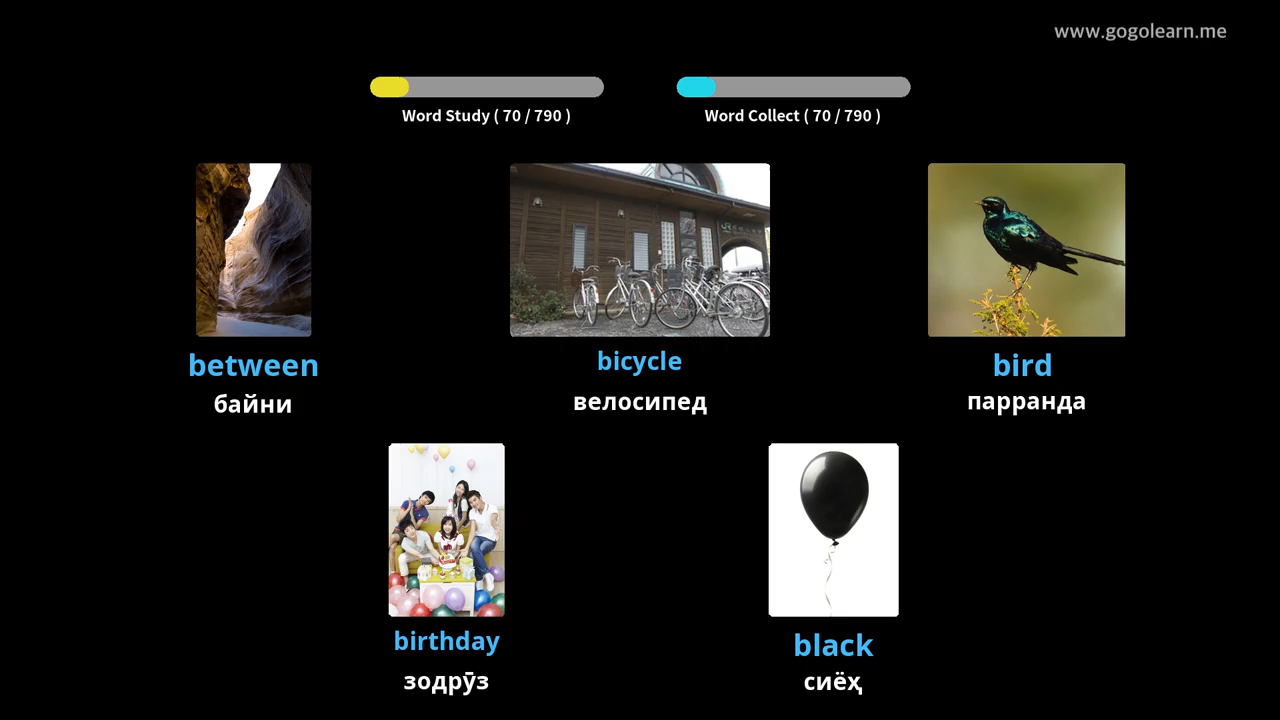 www.gogolearn.me
Word Study ( 70 / 790 )
Word Collect ( 70 / 790 )
between
байни
bicycle
велосипед
bird
парранда
birthday
зодрӯз
black
сиёҳ